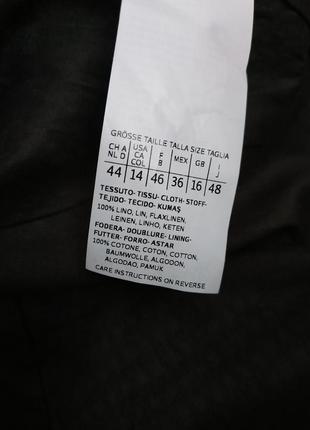 GRÖSSE TAILLE TALLA SIZE TAGLIA
CH A USA F MEX GB I
NL D CA B J
COL
44 14 46 36 16 48
TESSUTO-TISSU-CLOTH-STOFF-
TEJIDO-TECIDO-KUMAŞ
100% LINO, LIN, FLAX,LINEN,
LEINEN, LINHO, KETEN
FODERA-DOUBLURE-LINING-
FUTTER-FORRO-ASTAR
100% COTONE, COTON, COTTON,
BAUMWOLLE, ALGODON,
ALGODAO, PAMUK
CARE INSTRUCTIONS ON REVERSE